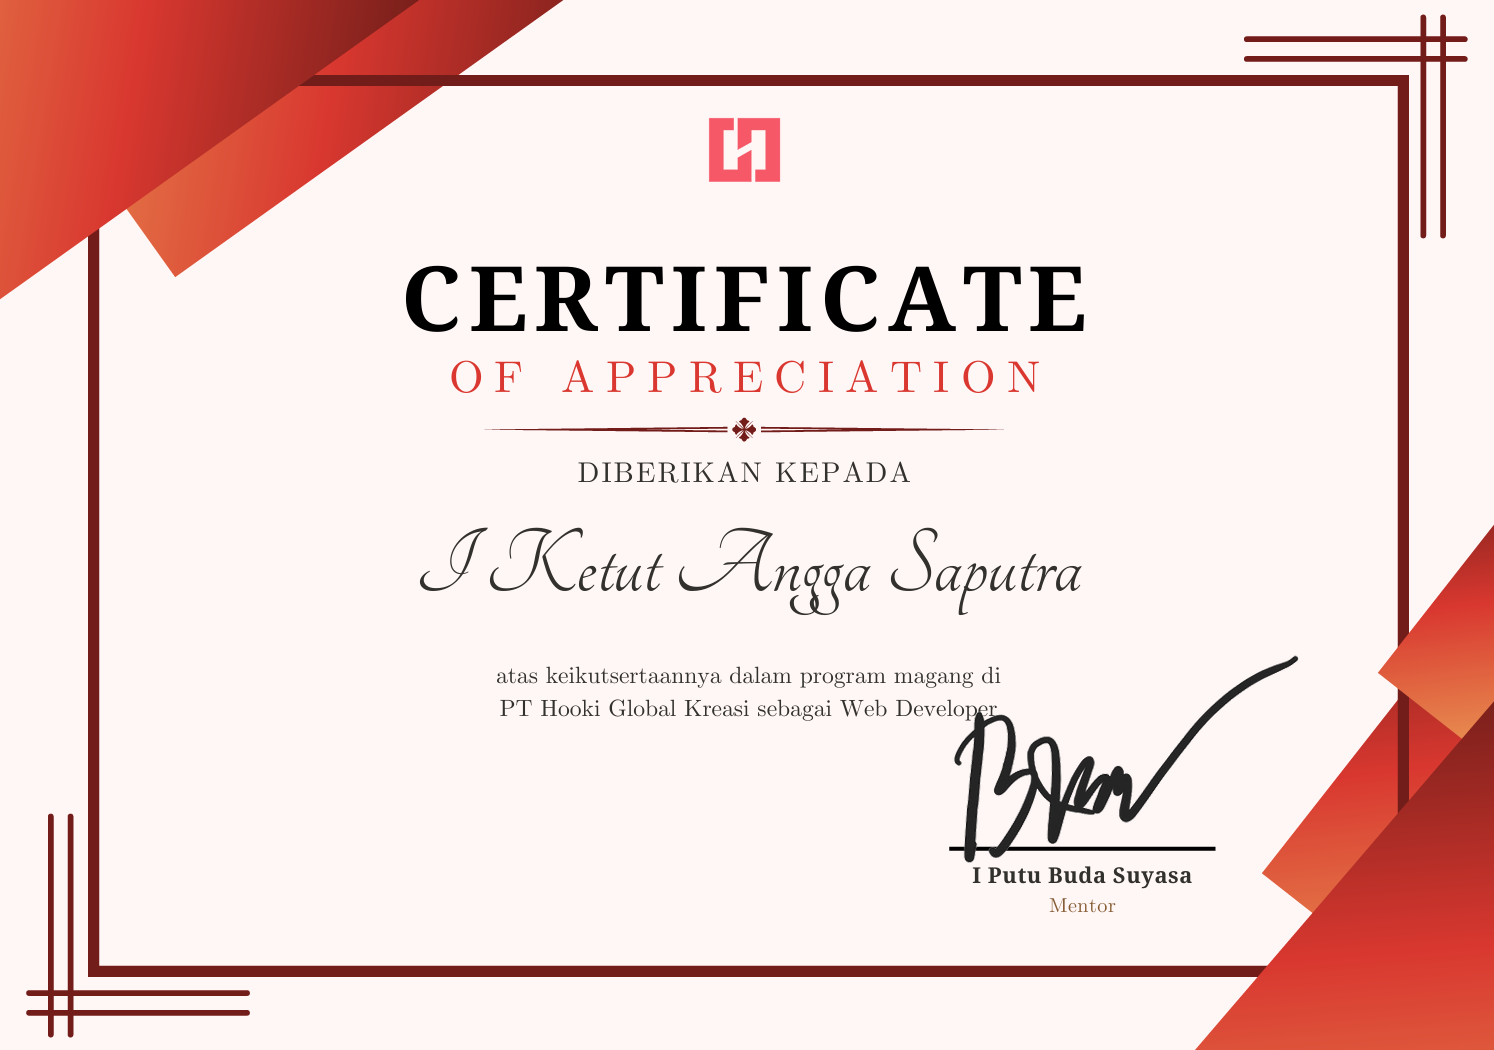 CERTIFICATE
OF APPRECIATION
DIBERIKAN KEPADA
I Ketut Angga Saputra
atas keikutsertaannya dalam program magang di
PT Hooki Global Kreasi sebagai Web Developer
I Putu Buda Suyasa
Mentor